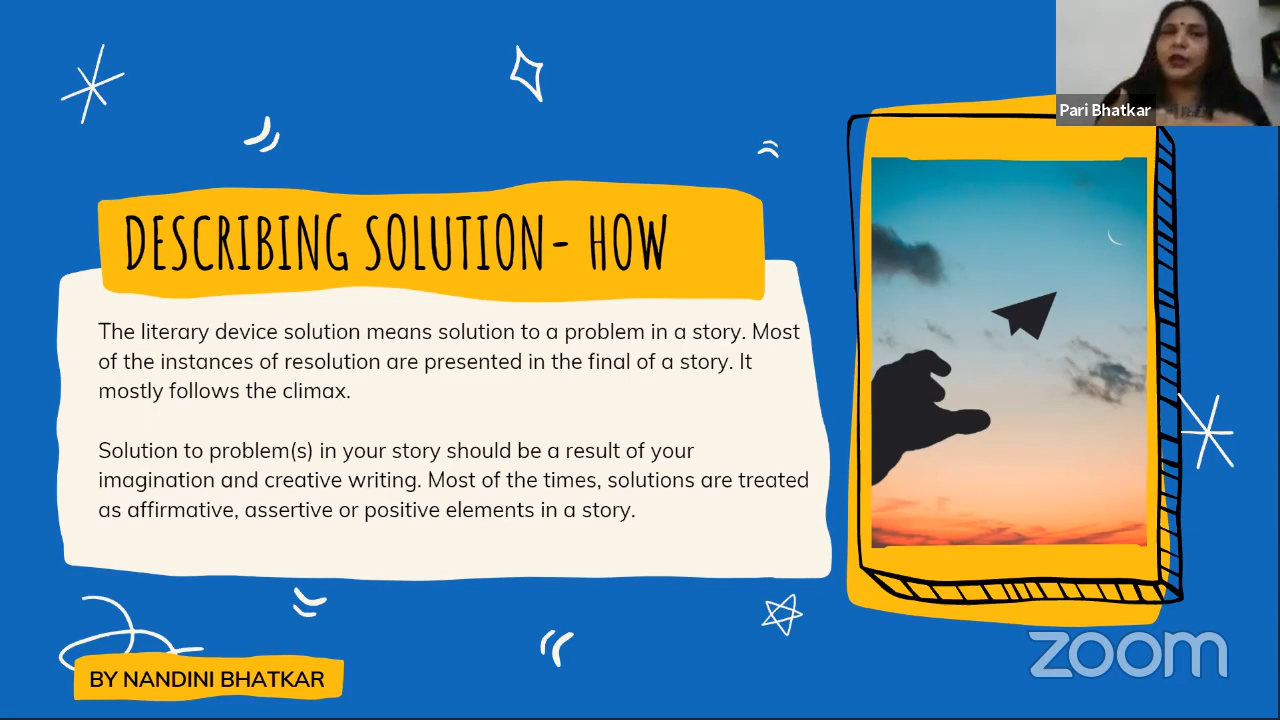 Pari Bhatkar
DESCRIBING SOLUTION- HOW
The literary device solution means solution to a problem in a story. Most
of the instances of resolution are presented in the final of a story. It
mostly follows the climax.
Solution to problem(s) in your story should be a result of your
imagination and creative writing. Most of the times, solutions are treated
as affirmative, assertive or positive elements in a story.
BY NANDINI BHATKAR
zoom